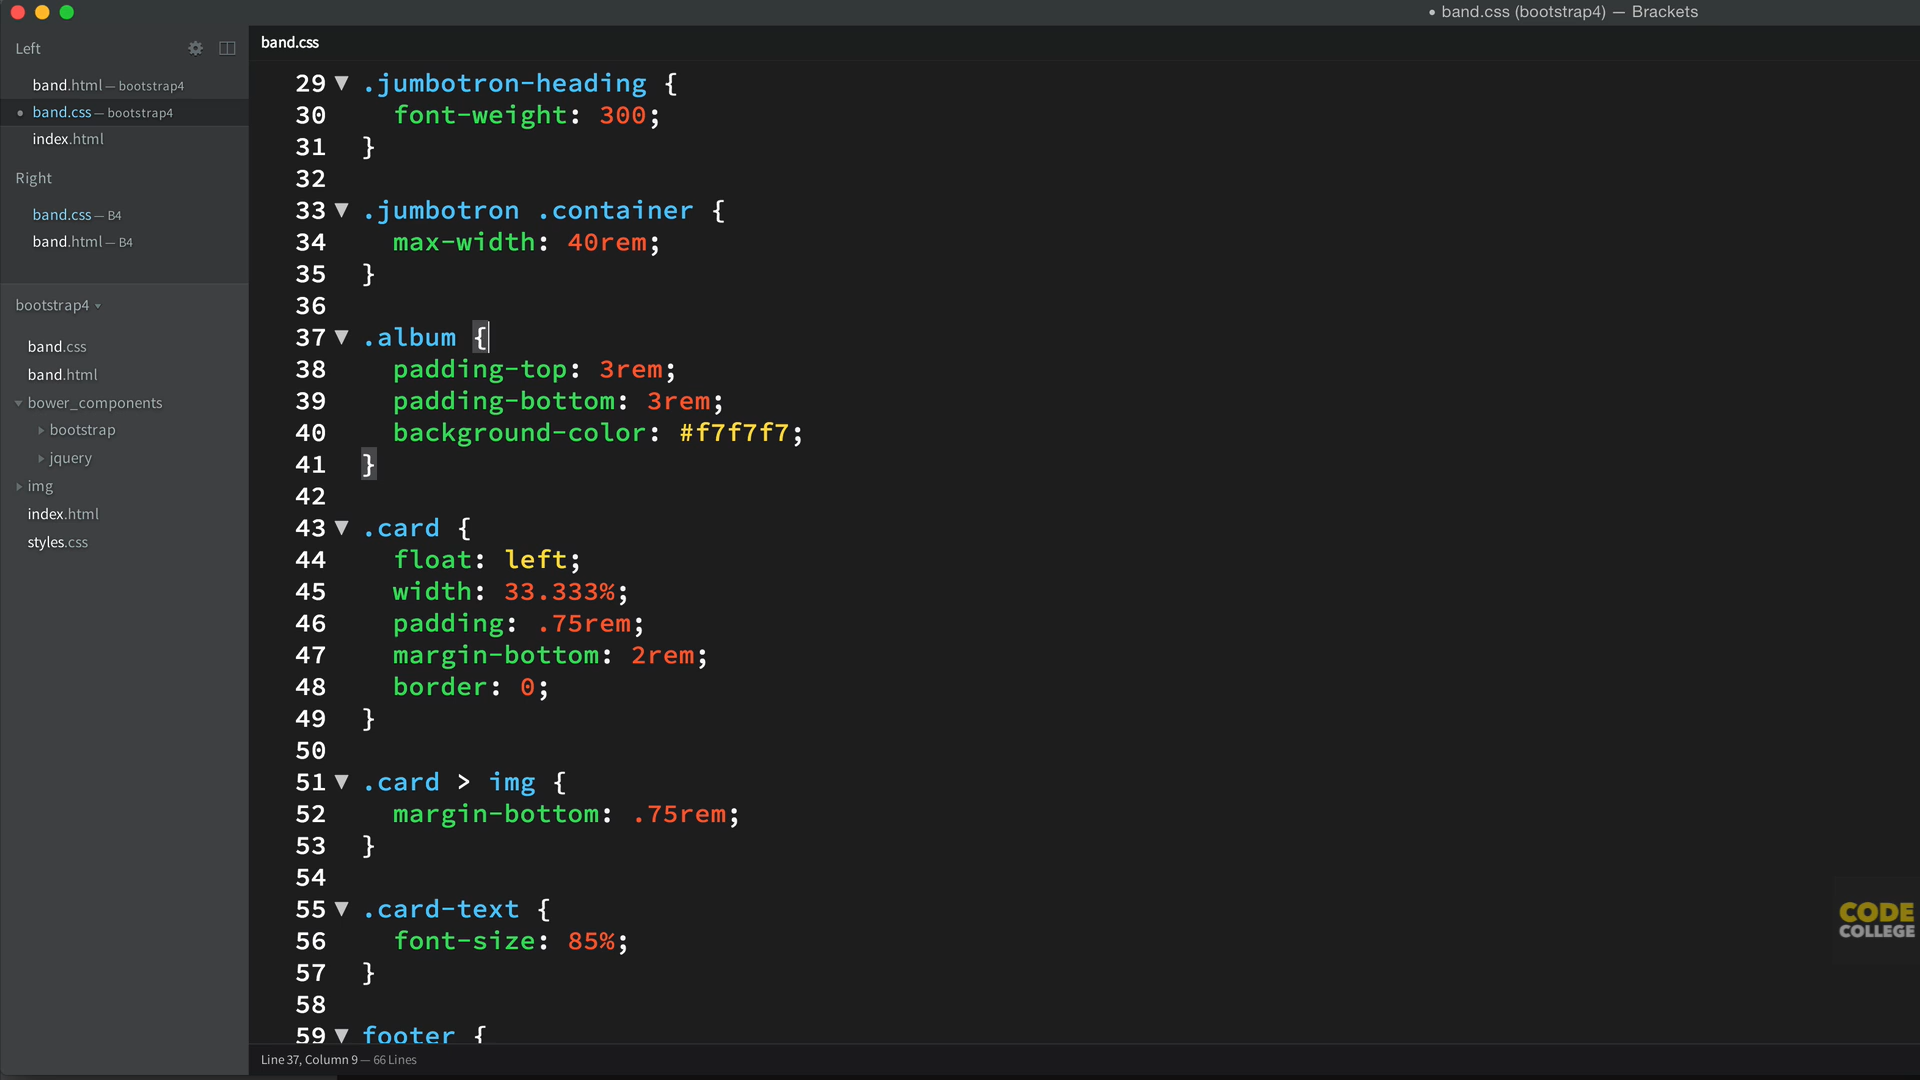 • band.css (bootstrap4) — Brackets
Left
band.html — bootstrap4
• band.css — bootstrap4
index.html
Right
band.css — B4
band.html — B4
bootstrap4
band.css
band.html
bower_components
bootstrap
jquery
img
index.html
styles.css
band.css
29 .jumbotron-heading {
30 font-weight: 300;
31 }
32
33 .jumbotron .container {
34 max-width: 40rem;
35 }
36
37 .album {
38 padding-top: 3rem;
39 padding-bottom: 3rem;
40 background-color: #f7f7f7;
41 }
42
43 .card {
44 float: left;
45 width: 33.333%;
46 padding: .75rem;
47 margin-bottom: 2rem;
48 border: 0;
49 }
50
51 .card > img {
52 margin-bottom: .75rem;
53 }
54
55 .card-text {
56 font-size: 85%;
57 }
58
59 footer {
Line 37, Column 9 — 66 Lines
CODE
COLLEGE